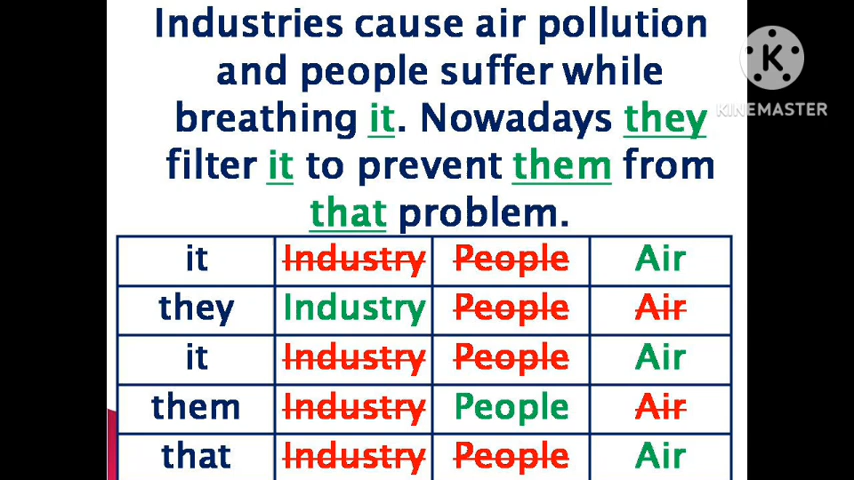 Industries cause air pollution
and people suffer while
breathing it. Nowadays they
filter it to prevent them from
that problem.
K
KINEMASTER
it Industry People Air
they Industry People Air
it Industry People Air
them Industry People Air
that Industry People Air